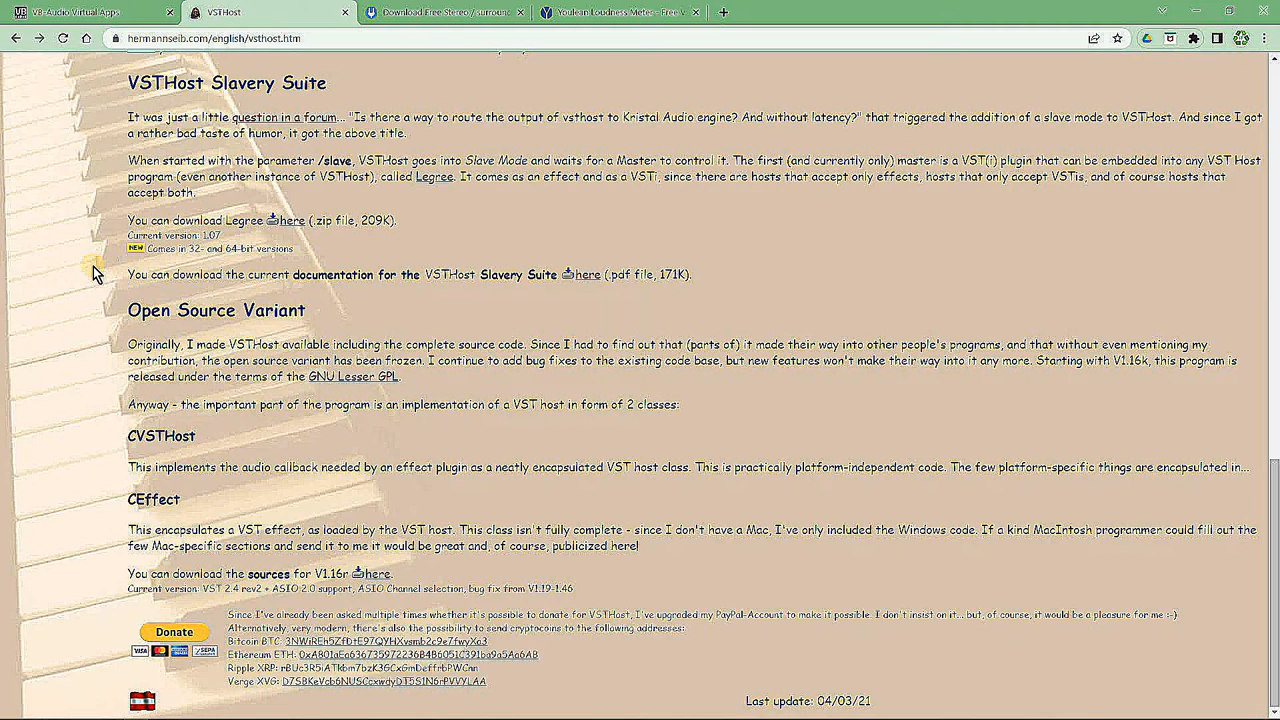 VB-Audio Virtual Apps
VSTHost
Download Free Stereo / surroun
Youlean Loudness Meter - Free V
hermannseib.com/english/vsthost.htm
VSTHost Slavery Suite
It was just a little question in a forum... "Is there a way to route the output of vsthost to Kristal Audio engine? And without latency?" that triggered the addition of a slave mode to VSTHost. And since I got
a rather bad taste of humor, it got the above title.
When started with the parameter /slave, VSTHost goes into Slave Mode and waits for a Master to control it. The first (and currently only) master is a VST(i) plugin that can be embedded into any VST Host
program (even another instance of VSTHost), called Legree. It comes as an effect and as a VSTi, since there are hosts that accept only effects, hosts that only accept VSTis, and of course hosts that
accept both.
You can download Legree here (.zip file, 209K).
Current version: 1.07
NEW Comes in 32- and 64-bit versions
You can download the current documentation for the VSTHost Slavery Suite here (.pdf file, 171K).
Open Source Variant
Originally, I made VSTHost available including the complete source code. Since I had to find out that (parts of) it made their way into other people's programs, and that without even mentioning my
contribution, the open source variant has been frozen. I continue to add bug fixes to the existing code base, but new features won't make their way into it any more. Starting with V1.16k, this program is
released under the terms of the GNU Lesser GPL.
Anyway - the important part of the program is an implementation of a VST host in form of 2 classes:
CVSTHost
This implements the audio callback needed by an effect plugin as a neatly encapsulated VST host class. This is practically platform-independent code. The few platform-specific things are encapsulated in...
CEffect
This encapsulates a VST effect, as loaded by the VST host. This class isn't fully complete - since I don't have a Mac, I've only included the Windows code. If a kind MacIntosh programmer could fill out the
few Mac-specific sections and send it to me it would be great and, of course, publicized here!
You can download the sources for V1.16r here.
Current version: VST 2.4 rev2 + ASIO 2.0 support, ASIO Channel selection, bug fix from V1.19-1.46
Since I've already been asked multiple times whether it's possible to donate for VSTHost, I've upgraded my PayPal-Account to make it possible. I don't insist on it... but, of course, it would be a pleasure for me :-)
Donate
Alternatively, very modern, there's also the possibility to send cryptocoins to the following addresses:
Bitcoin BTC:
VISA
SEPA
Ethereum ETH:
Ripple XRP:
Verge XVG:
Last update: 04/03/21